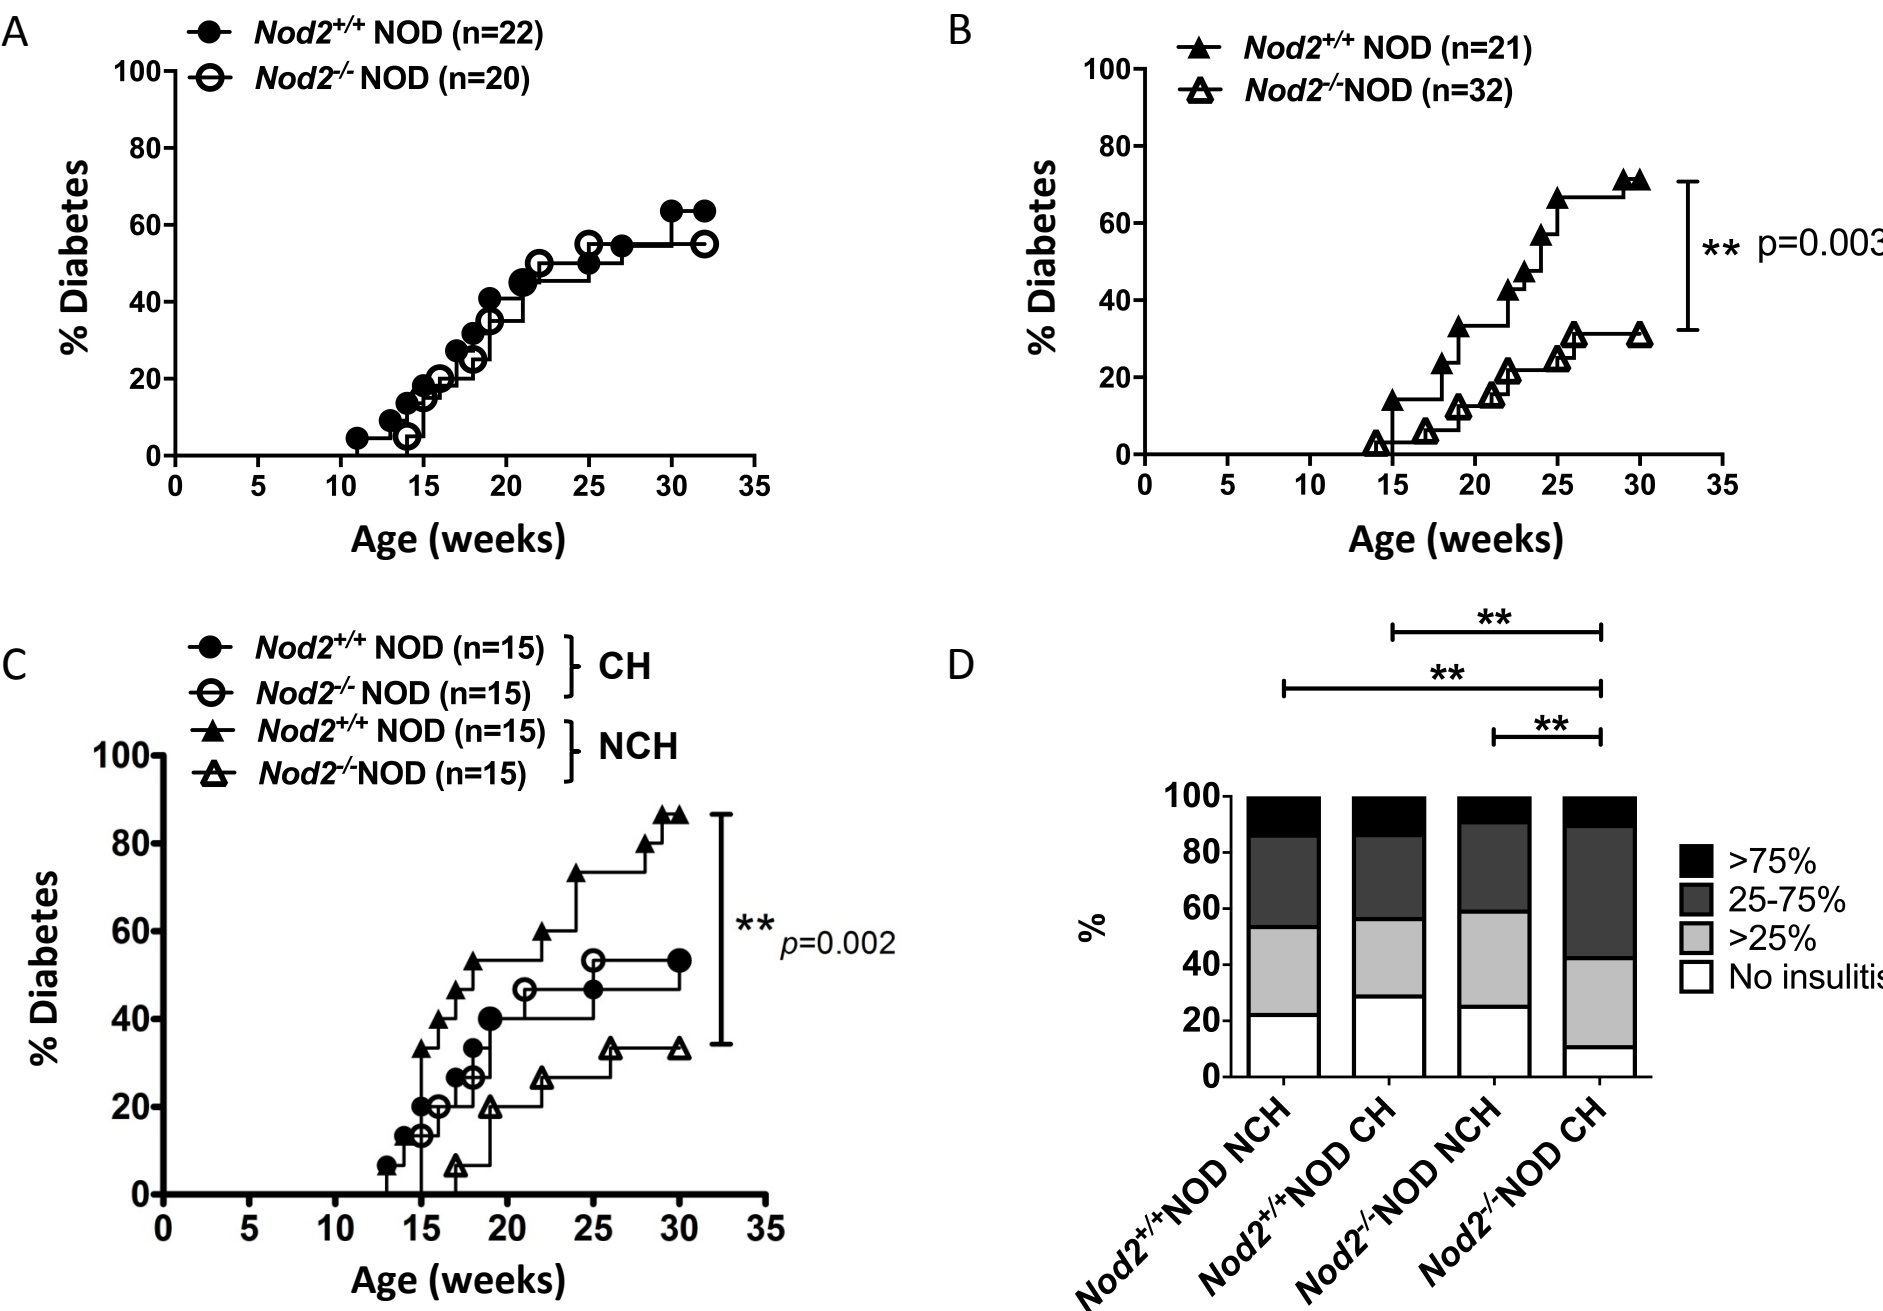 A
Nod2+/+ NOD (n=22)
Nod2-/- NOD (n=20)
100
80
60
40
20
0
% Diabetes
0 5 10 15 20 25 30 35
Age (weeks)
B
Nod2+/+ NOD (n=21)
Nod2-/-NOD (n=32)
100
80
60
40
20
0
% Diabetes
** p=0.003
0 5 10 15 20 25 30 35
Age (weeks)
C
Nod2+/+ NOD (n=15)
Nod2-/- NOD (n=15)
CH
Nod2+/+ NOD (n=15)
Nod2-/-NOD (n=15)
NCH
100
80
60
40
20
0
% Diabetes
** p=0.002
0 5 10 15 20 25 30 35
Age (weeks)
D
**
**
**
100
80
60
40
20
0
%
>75%
25-75%
>25%
No insulitis
Nod2+/+NOD NCH
Nod2+/+NOD CH
Nod2-/-NOD NCH
Nod2-/-NOD CH